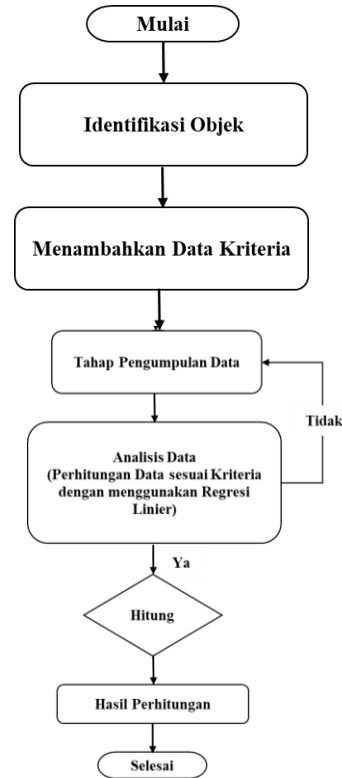 Mulai
Identifikasi Objek
Menambahkan Data Kriteria
Tahap Pengumpulan Data
Tidak
Analisis Data
(Perhitungan Data sesuai Kriteria
dengan menggunakan Regresi
Linier)
Ya
Hitung
Hasil Perhitungan
Selesai